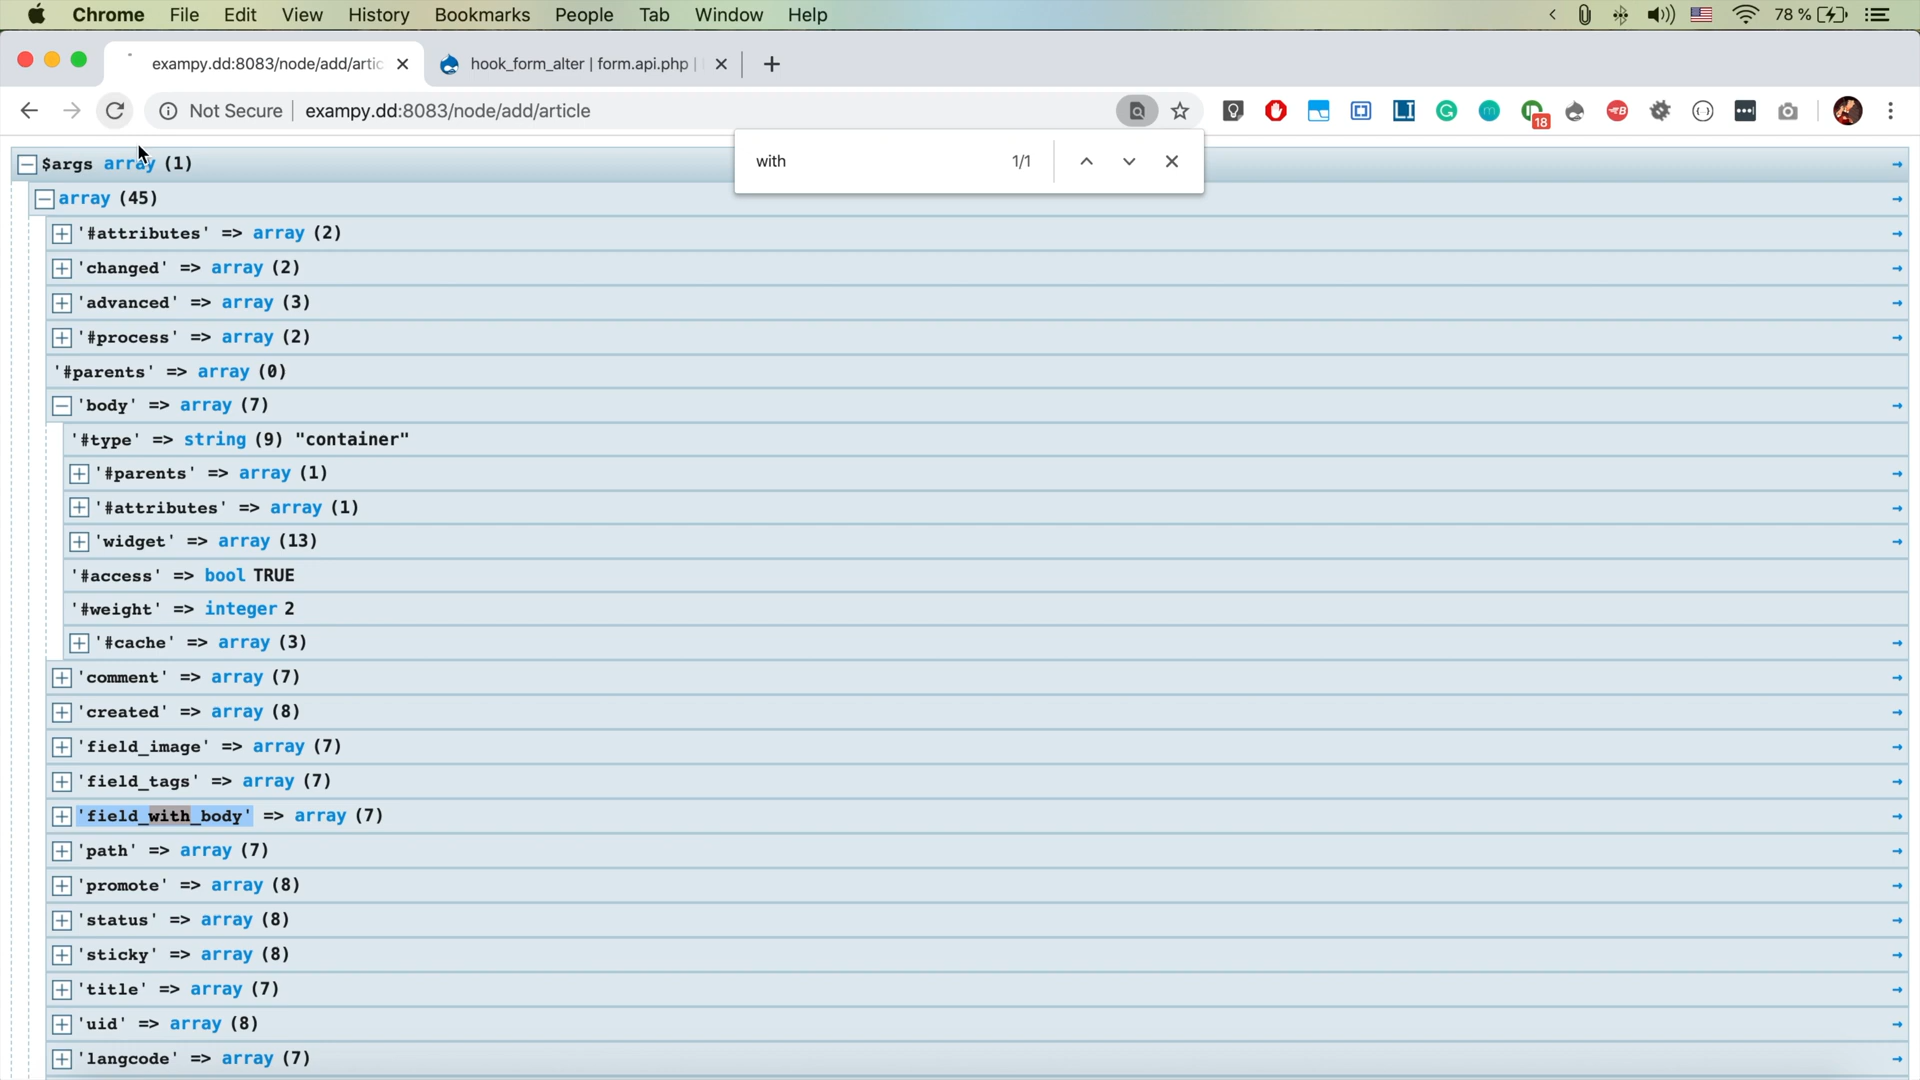 Chrome File Edit View History Bookmarks People Tab Window Help 78 %
exampy.dd:8083/node/add/artic hook_form_alter | form.api.php |
Not Secure exampy.dd:8083/node/add/article 18
with 1/1
$args array (1)
array (45)
'#attributes' => array (2)
'changed' => array (2)
'advanced' => array (3)
'#process' => array (2)
'#parents' => array (0)
'body' => array (7)
'#type' => string (9) "container"
'#parents' => array (1)
'#attributes' => array (1)
'widget' => array (13)
'#access' => bool TRUE
'#weight' => integer 2
'#cache' => array (3)
'comment' => array (7)
'created' => array (8)
'field_image' => array (7)
'field_tags' => array (7)
'field_with_body' => array (7)
'path' => array (7)
'promote' => array (8)
'status' => array (8)
'sticky' => array (8)
'title' => array (7)
'uid' => array (8)
'langcode' => array (7)